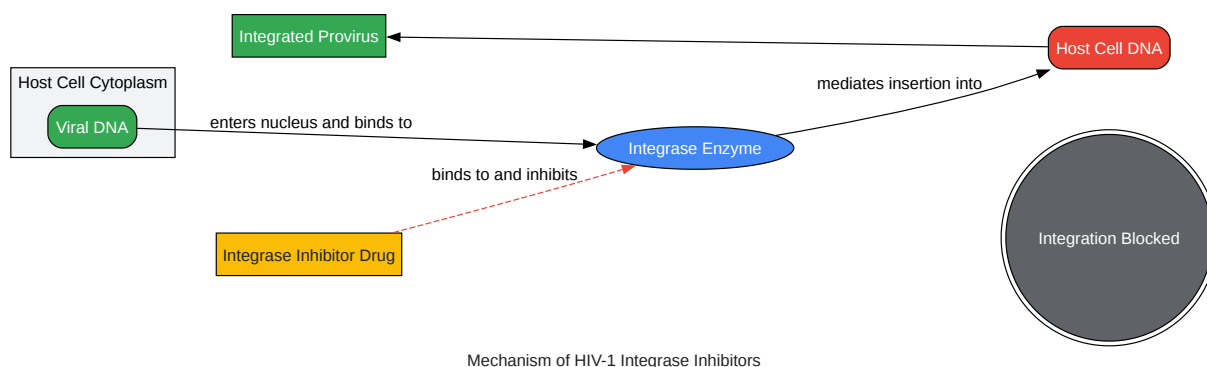 Integrated Provirus
Host Cell DNA
Host Cell Cytoplasm
mediates insertion into
Viral DNA
enters nucleus and binds to
Integrase Enzyme
binds to and inhibits
Integrase Inhibitor Drug
Integration Blocked
Mechanism of HIV-1 Integrase Inhibitors